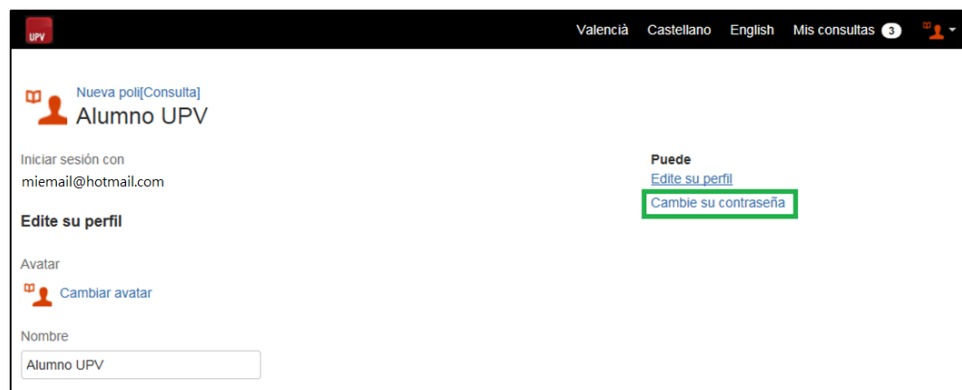 UPV Valencià Castellano English Mis consultas 3
Nueva poli[Consulta]
Alumno UPV
Iniciar sesión con
miemail@hotmail.com
Puede
Edite su perfil
Cambie su contraseña
Edite su perfil
Avatar
Cambiar avatar
Nombre
Alumno UPV